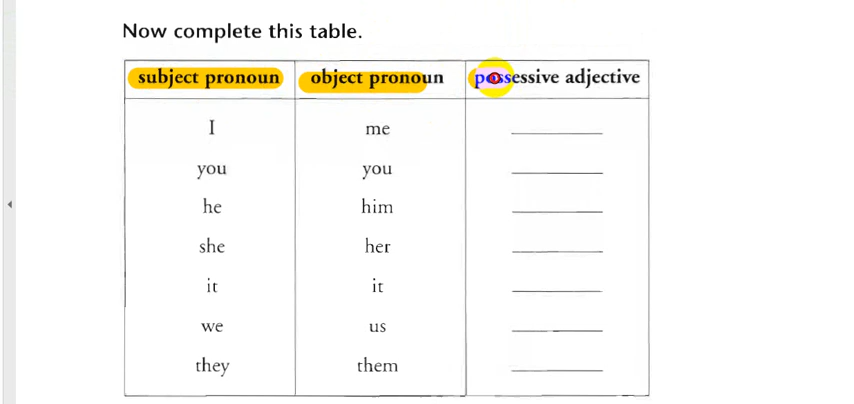 Now complete this table.
subject pronoun object pronoun possessive adjective
I me
you you
he him
she her
it it
we us
they them